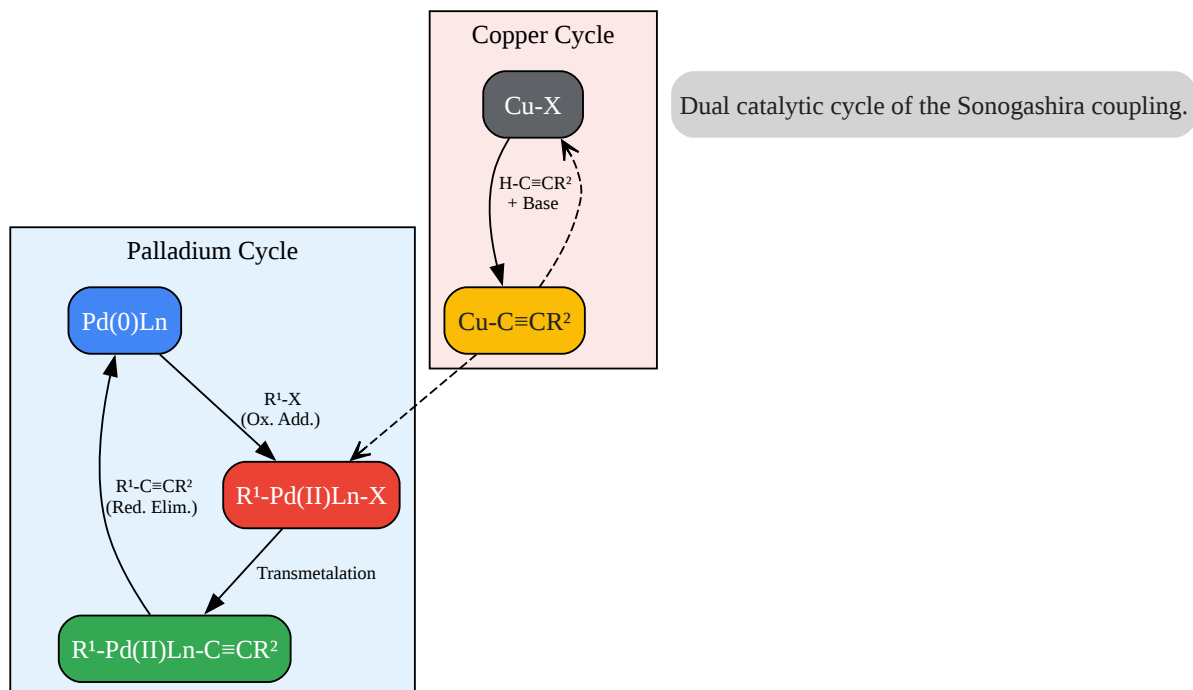 Copper Cycle
Cu-X
Dual catalytic cycle of the Sonogashira coupling.
H-C≡CR²
+ Base
Cu-C≡CR²
Palladium Cycle
Pd(0)Ln
R¹-X
(Ox. Add.)
R¹-Pd(II)Ln-X
R¹-C≡CR²
(Red. Elim.)
Transmetalation
R¹-Pd(II)Ln-C≡CR²